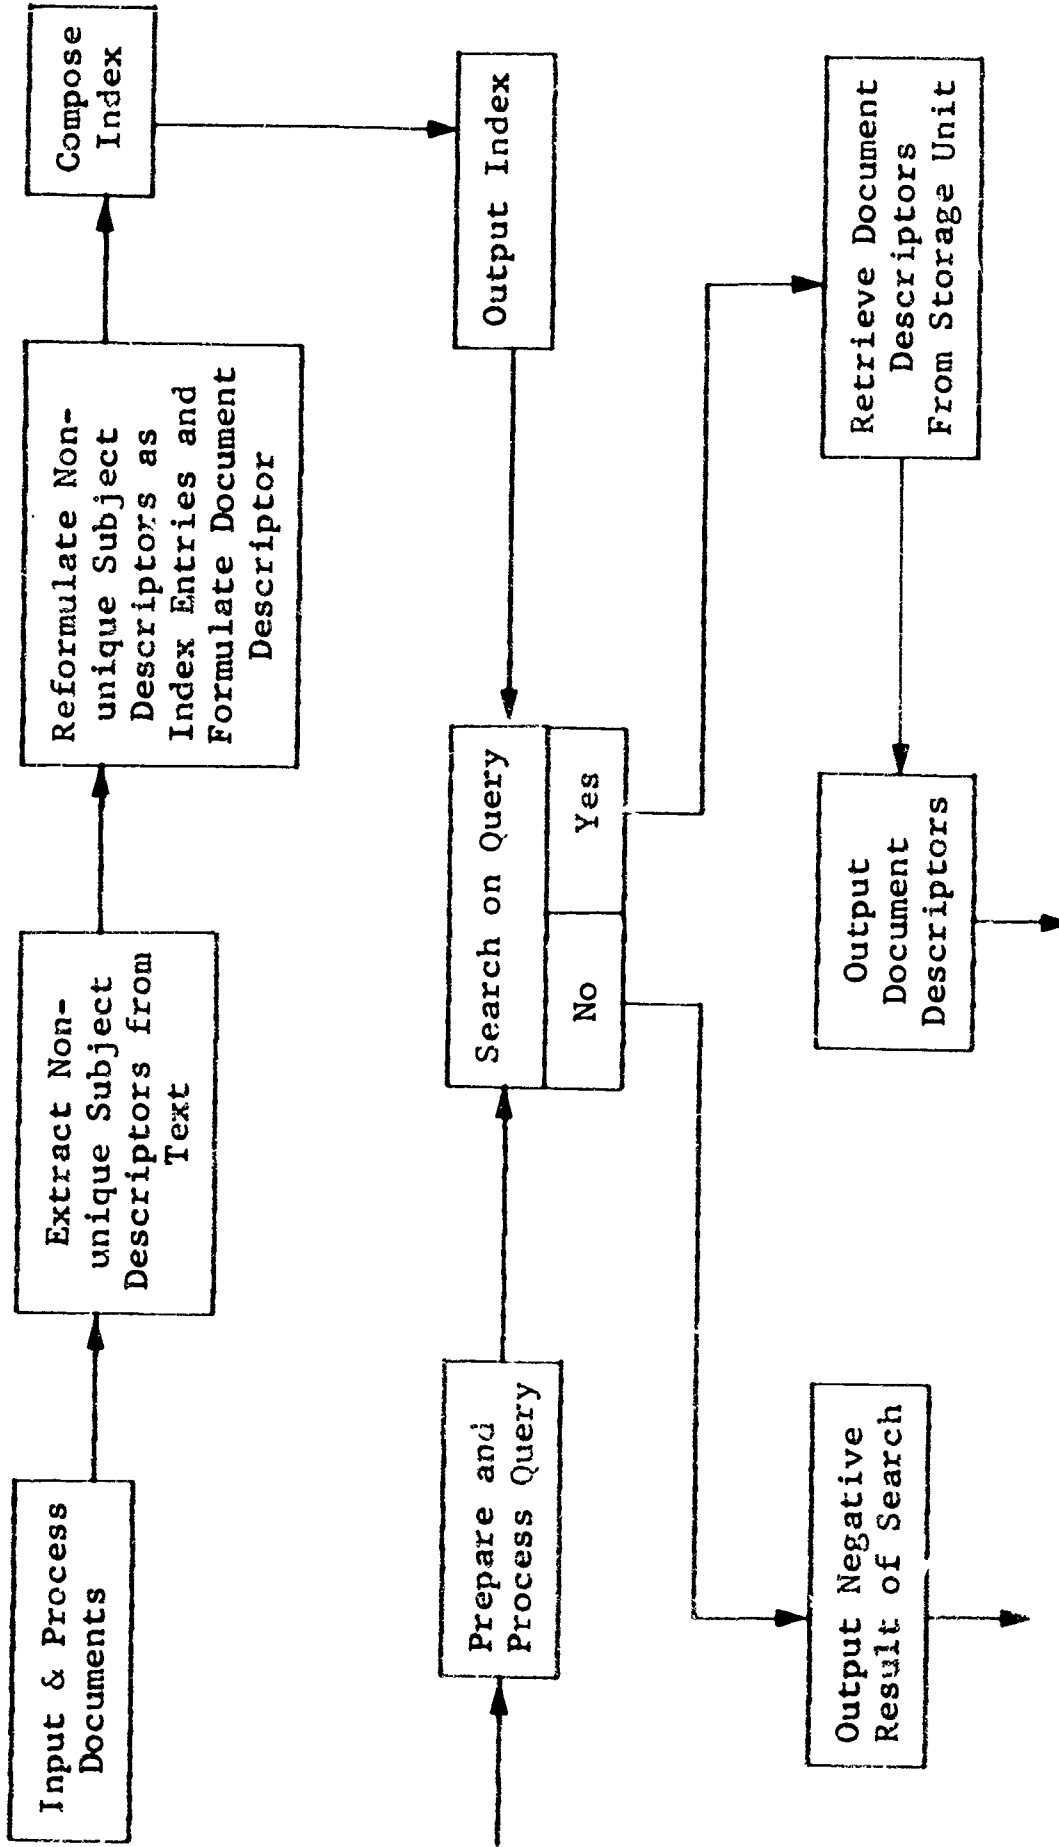 Input & Process
Documents
Extract Non-
unique Subject
Descriptors from
Text
Reformulate Non-
unique Subject
Descriptors as
Index Entries and
Formulate Document
Descriptor
Compose
Index
Output Index
Prepare and
Process Query
Search on Query
No
Yes
Output Negative
Result of Search
Output
Document
Descriptors
Retrieve Document
Descriptors
From Storage Unit